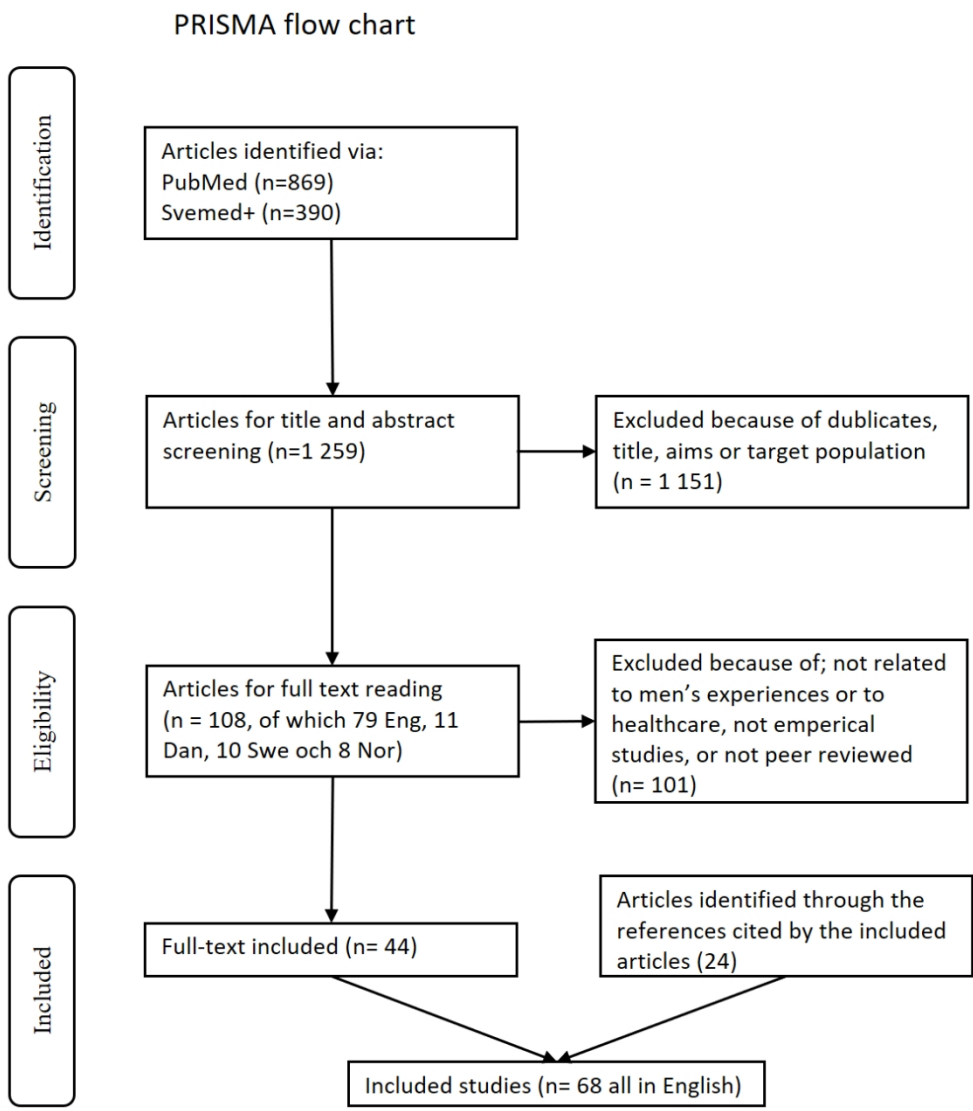 PRISMA flow chart
Identification
Articles identified via:
PubMed (n=869)
Svemed+ (n=390)
Screening
Articles for title and abstract
screening (n=1 259)
Excluded because of dublicates,
title, aims or target population
(n = 1 151)
Eligibility
Articles for full text reading
(n = 108, of which 79 Eng, 11
Dan, 10 Swe och 8 Nor)
Excluded because of; not related
to men’s experiences or to
healthcare, not emperical
studies, or not peer reviewed
(n= 101)
Included
Full-text included (n= 44)
Articles identified through the
references cited by the included
articles (24)
Included studies (n= 68 all in English)